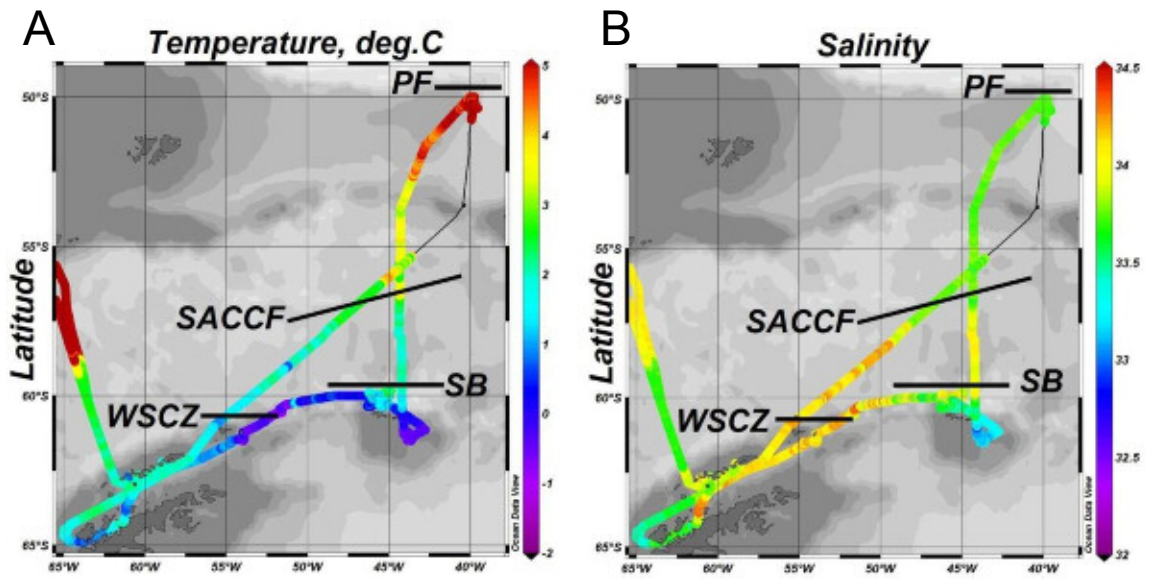 A
B
Temperature, deg.C
Salinity
PF
PF
5
4
3
2
1
0
-1
-2
34.5
34
33.5
33
32.5
32
50°S
55°S
60°S
65°S
50°S
55°S
60°S
65°S
Latitude
Latitude
SACCF
SACCF
SB
SB
WSCZ
WSCZ
Ocean Data View
Ocean Data View
65°W 60°W 55°W 50°W 45°W 40°W
65°W 60°W 55°W 50°W 45°W 40°W